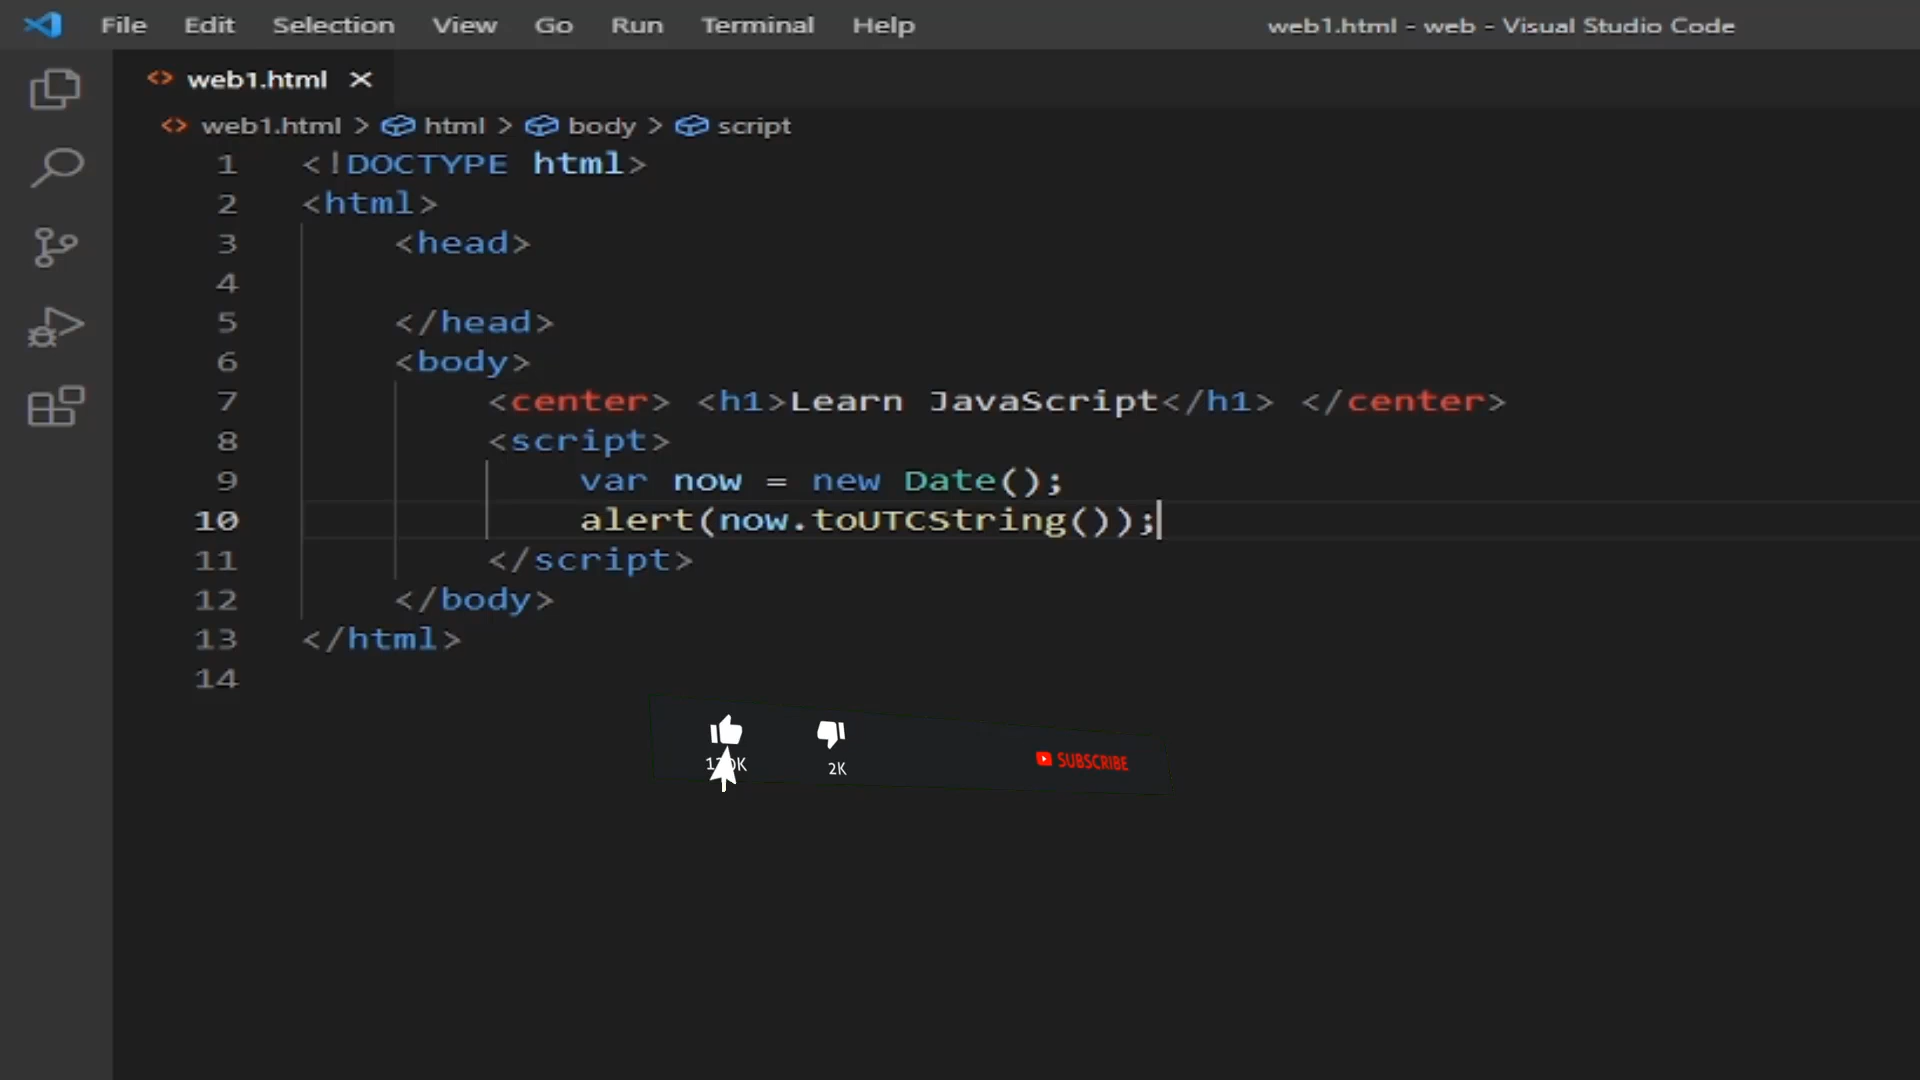 File Edit Selection View Go Run Terminal Help web1.html - web - Visual Studio Code
<> web1.html ×
<> web1.html > html > body > script
1 <!DOCTYPE html>
2 <html>
3 <head>
4
5 </head>
6 <body>
7 <center> <h1>Learn JavaScript</h1> </center>
8 <script>
9 var now = new Date();
10 alert(now.toUTCString());
11 </script>
12 </body>
13 </html>
14
2K SUBSCRIBE